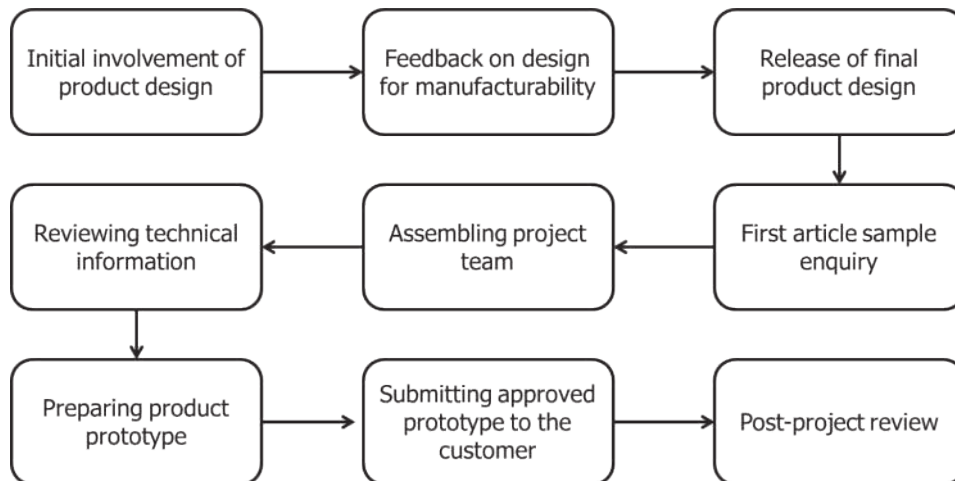 Initial involvement of
product design
Feedback on design
for manufacturability
Release of final
product design
First article sample
enquiry
Assembling project
team
Reviewing technical
information
Preparing product
prototype
Submitting approved
prototype to the
customer
Post-project review